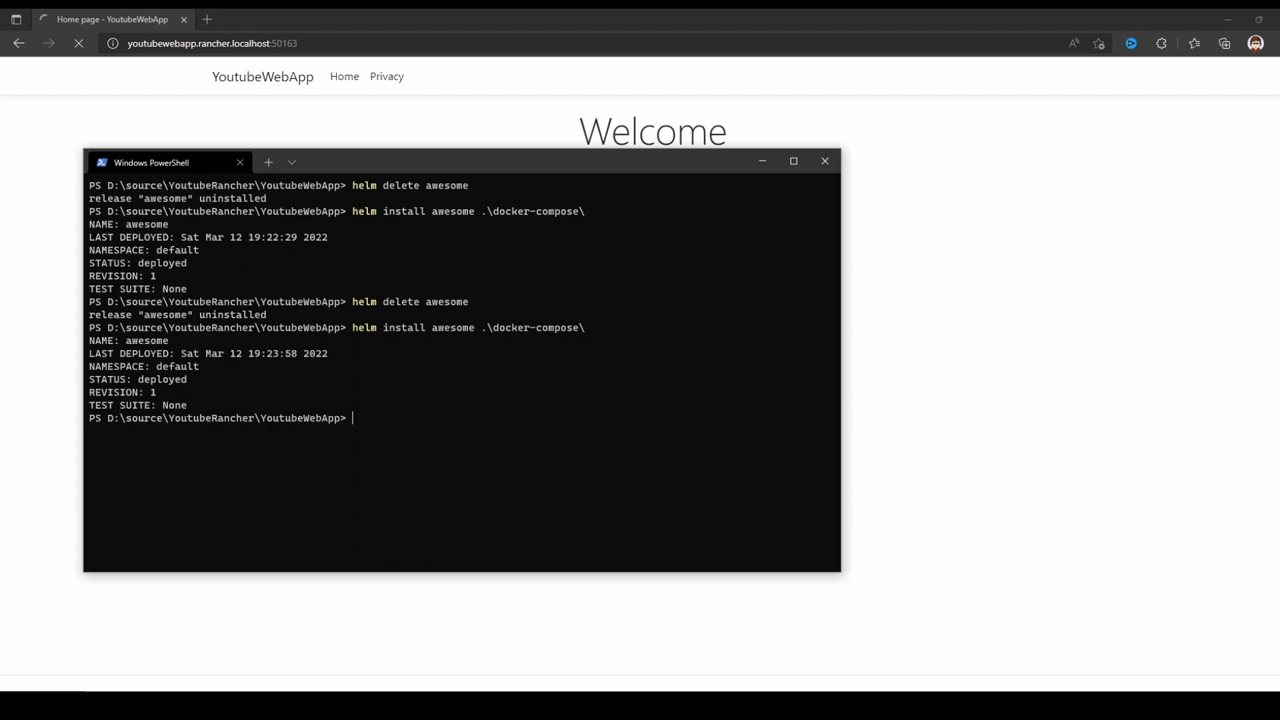 Home page - YoutubeWebApp
youtubewebapp.rancher.localhost:50163
YoutubeWebApp Home Privacy
Welcome
Windows PowerShell
PS D:\source\YoutubeRancher\YoutubeWebApp> helm delete awesome
release "awesome" uninstalled
PS D:\source\YoutubeRancher\YoutubeWebApp> helm install awesome .\docker-compose\
NAME: awesome
LAST DEPLOYED: Sat Mar 12 19:22:29 2022
NAMESPACE: default
STATUS: deployed
REVISION: 1
TEST SUITE: None
PS D:\source\YoutubeRancher\YoutubeWebApp> helm delete awesome
release "awesome" uninstalled
PS D:\source\YoutubeRancher\YoutubeWebApp> helm install awesome .\docker-compose\
NAME: awesome
LAST DEPLOYED: Sat Mar 12 19:23:58 2022
NAMESPACE: default
STATUS: deployed
REVISION: 1
TEST SUITE: None
PS D:\source\YoutubeRancher\YoutubeWebApp>